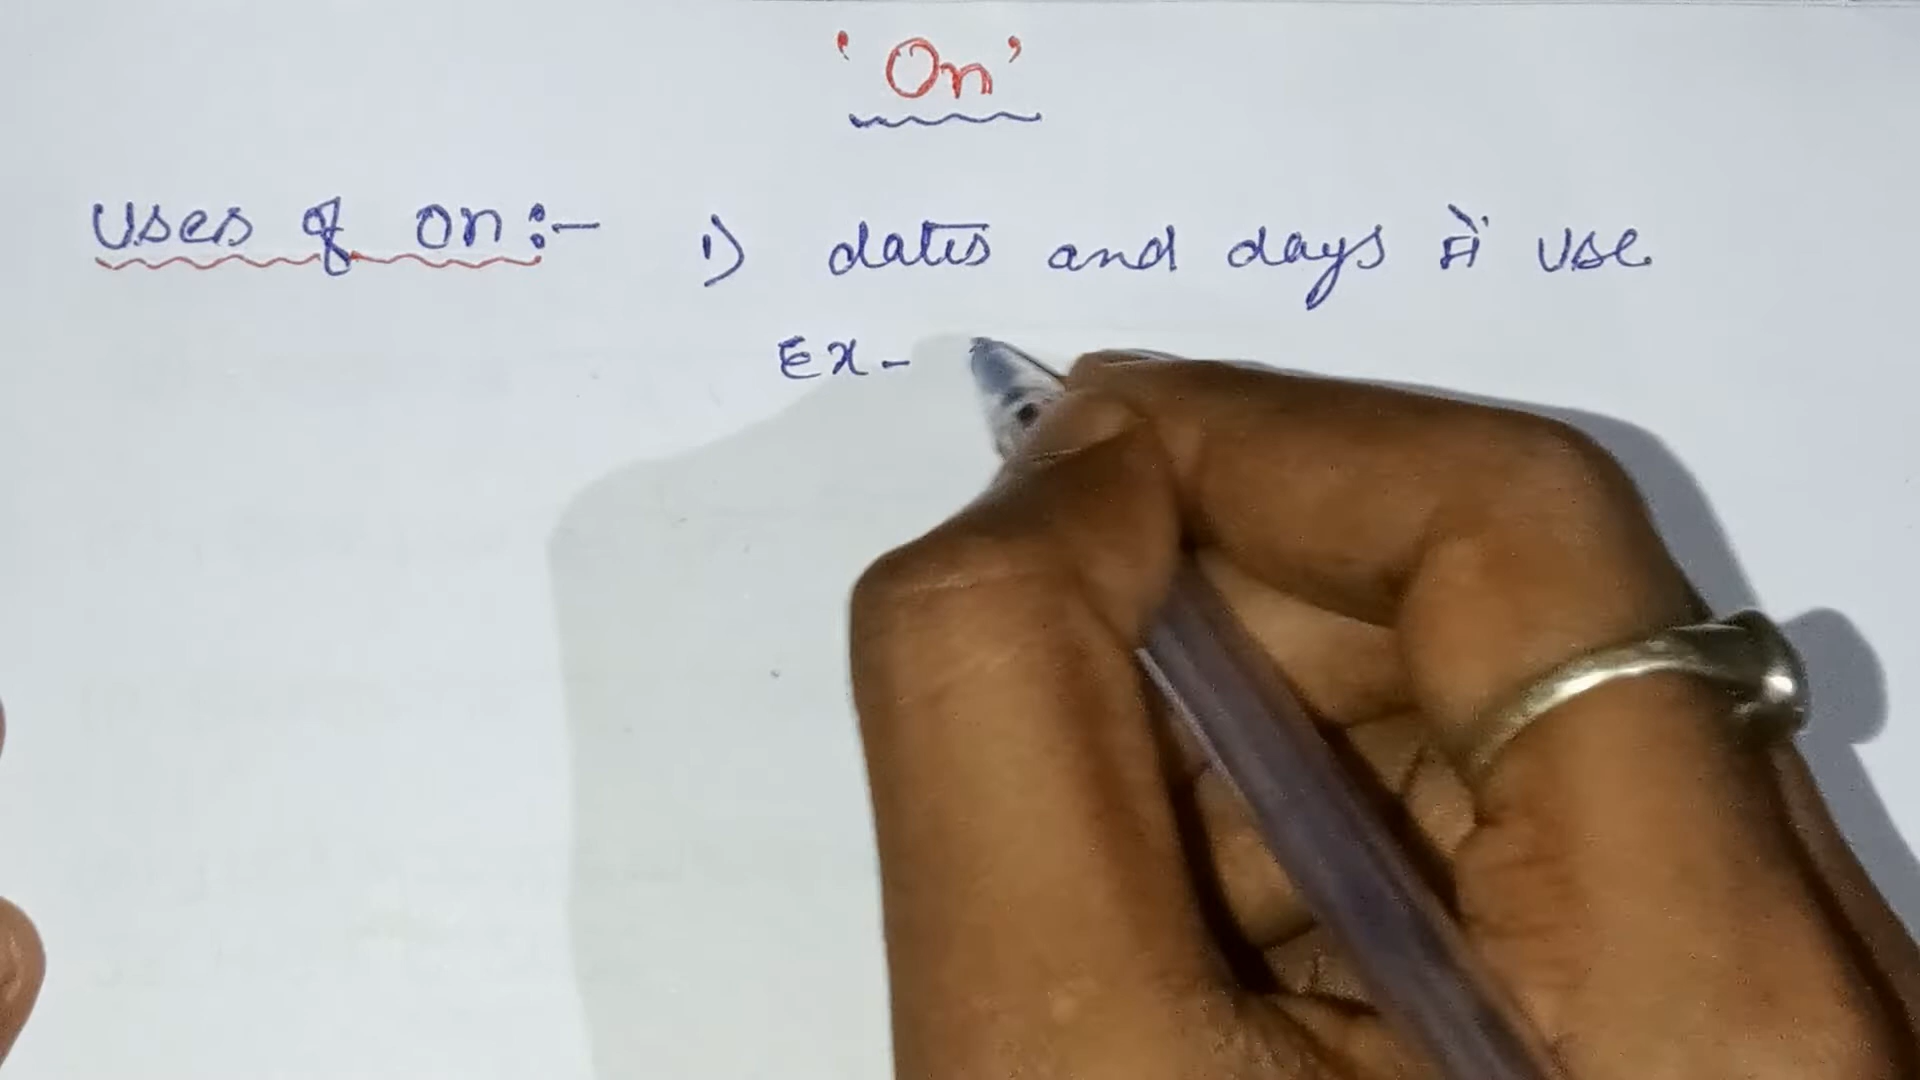 'On'
Uses of on:- 1) dates and days में use
Ex-